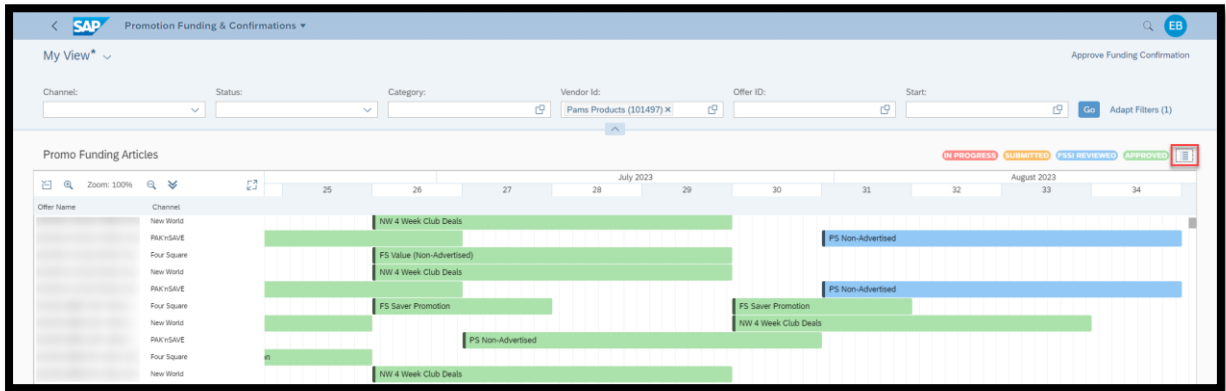 SAP Promotion Funding & Confirmations EB
My View* Approve Funding Confirmation
Channel: Status: Category: Vendor Id: Offer ID: Start:
Pams Products (101497) × Go Adapt Filters (1)
Promo Funding Articles IN PROGRESS SUBMITTED FSSI REVIEWED APPROVED
Zoom: 100% July 2023 August 2023
25 26 27 28 29 30 31 32 33 34
Offer Name Channel
New World NW 4 Week Club Deals
PAK'nSAVE PS Non-Advertised
Four Square FS Value (Non-Advertised)
New World NW 4 Week Club Deals
PAK'nSAVE PS Non-Advertised
Four Square FS Saver Promotion FS Saver Promotion
New World NW 4 Week Club Deals
PAK'nSAVE PS Non-Advertised
Four Square on
New World NW 4 Week Club Deals